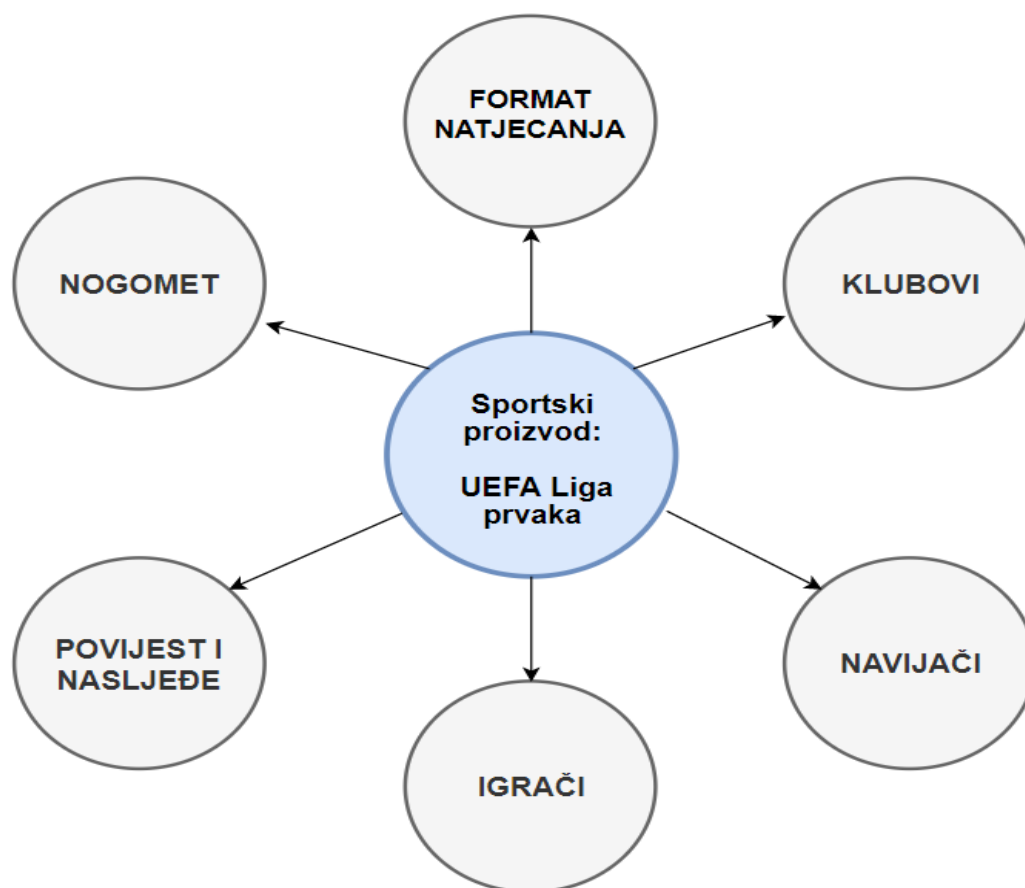 FORMAT
NATJECANJA
NOGOMET
KLUBOVI
Sportski
proizvod:
UEFA Liga
prvaka
POVIJEST I
NASLJEĐE
NAVIJAČI
IGRAČI